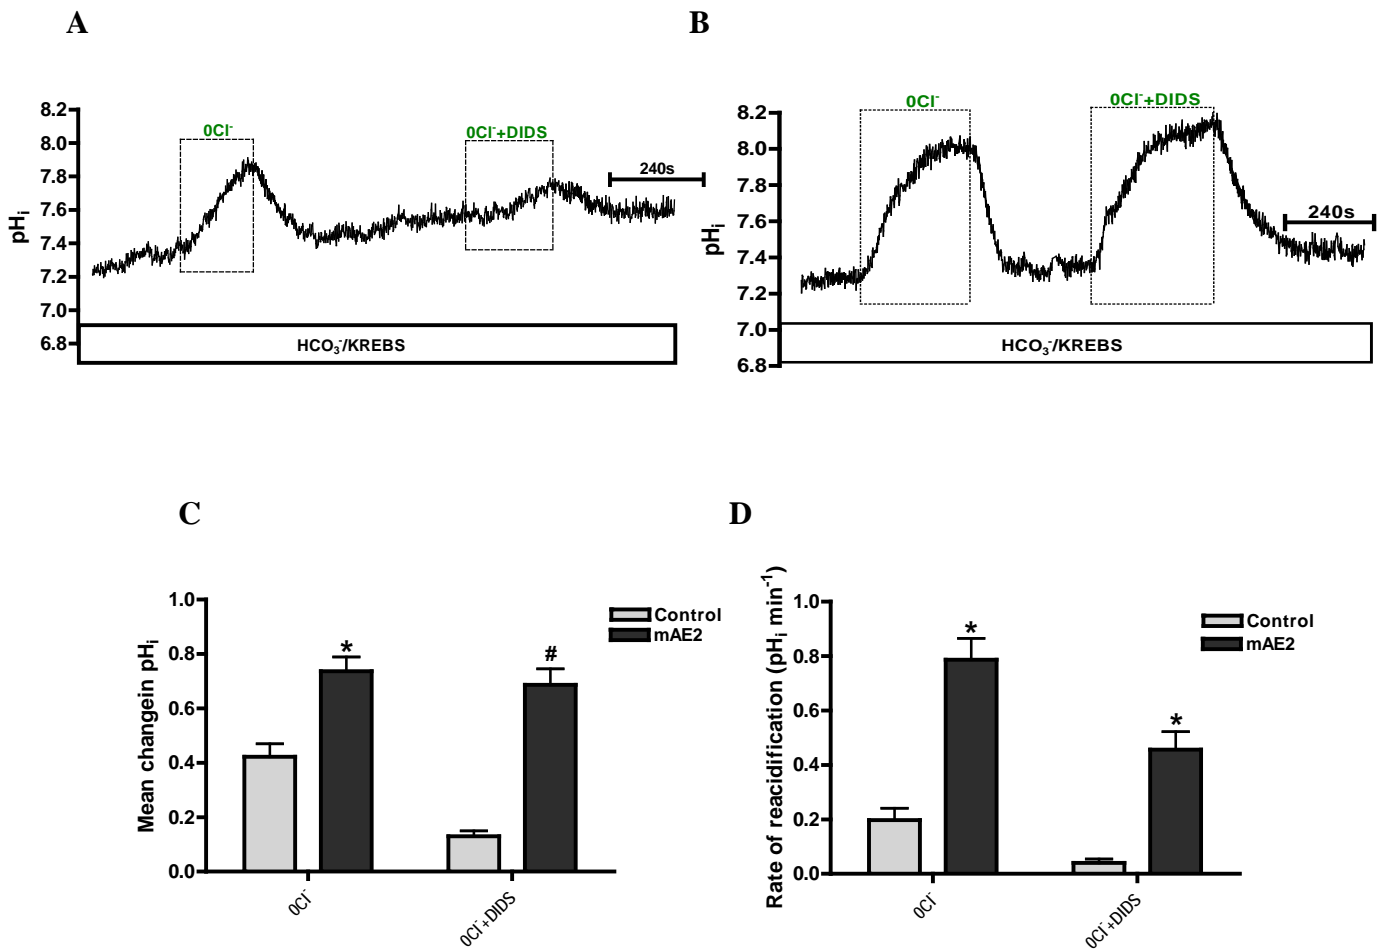 A
B
8.2
8.0
7.8
7.6
7.4
7.2
7.0
6.8
pHi
0Cl-
0Cl-+DIDS
240s
HCO3-/KREBS
8.2
8.0
7.8
7.6
7.4
7.2
7.0
6.8
pHi
0Cl-
0Cl-+DIDS
240s
HCO3-/KREBS
C
D
1.0
0.8
0.6
0.4
0.2
0.0
Mean changein pHi
*
#
Control
mAE2
0Cl-
0Cl-+DIDS
1.0
0.8
0.6
0.4
0.2
0.0
Rate of reacidification (pHi min-1)
*
*
Control
mAE2
0Cl-
0Cl-+DIDS